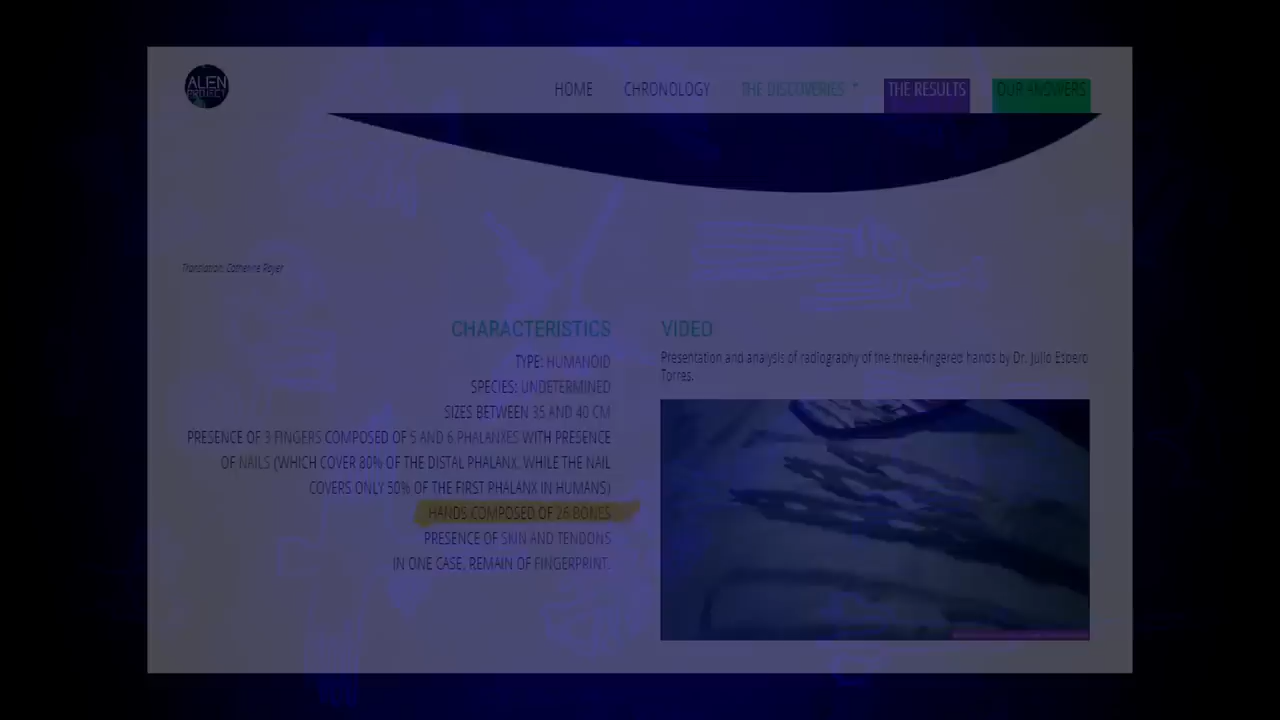 ALEN
PROJECT
HOME CHRONOLOGY THE DISCOVERIES THE RESULTS OUR ANSWERS
Translation: Catherine Payer
CHARACTERISTICS
TYPE: HUMANOID
SPECIES: UNDETERMINED
SIZES BETWEEN 35 AND 40 CM
PRESENCE OF 3 FINGERS COMPOSED OF 5 AND 6 PHALANXES WITH PRESENCE
OF NAILS (WHICH COVER 80% OF THE DISTAL PHALANX, WHILE THE NAIL
COVERS ONLY 50% OF THE FIRST PHALANX IN HUMANS)
HANDS COMPOSED OF 26 BONES
PRESENCE OF SKIN AND TENDONS
IN ONE CASE, REMAIN OF FINGERPRINT.
VIDEO
Presentation and analysis of radiography of the three-fingered hands by Dr. Julio Espero
Torres.